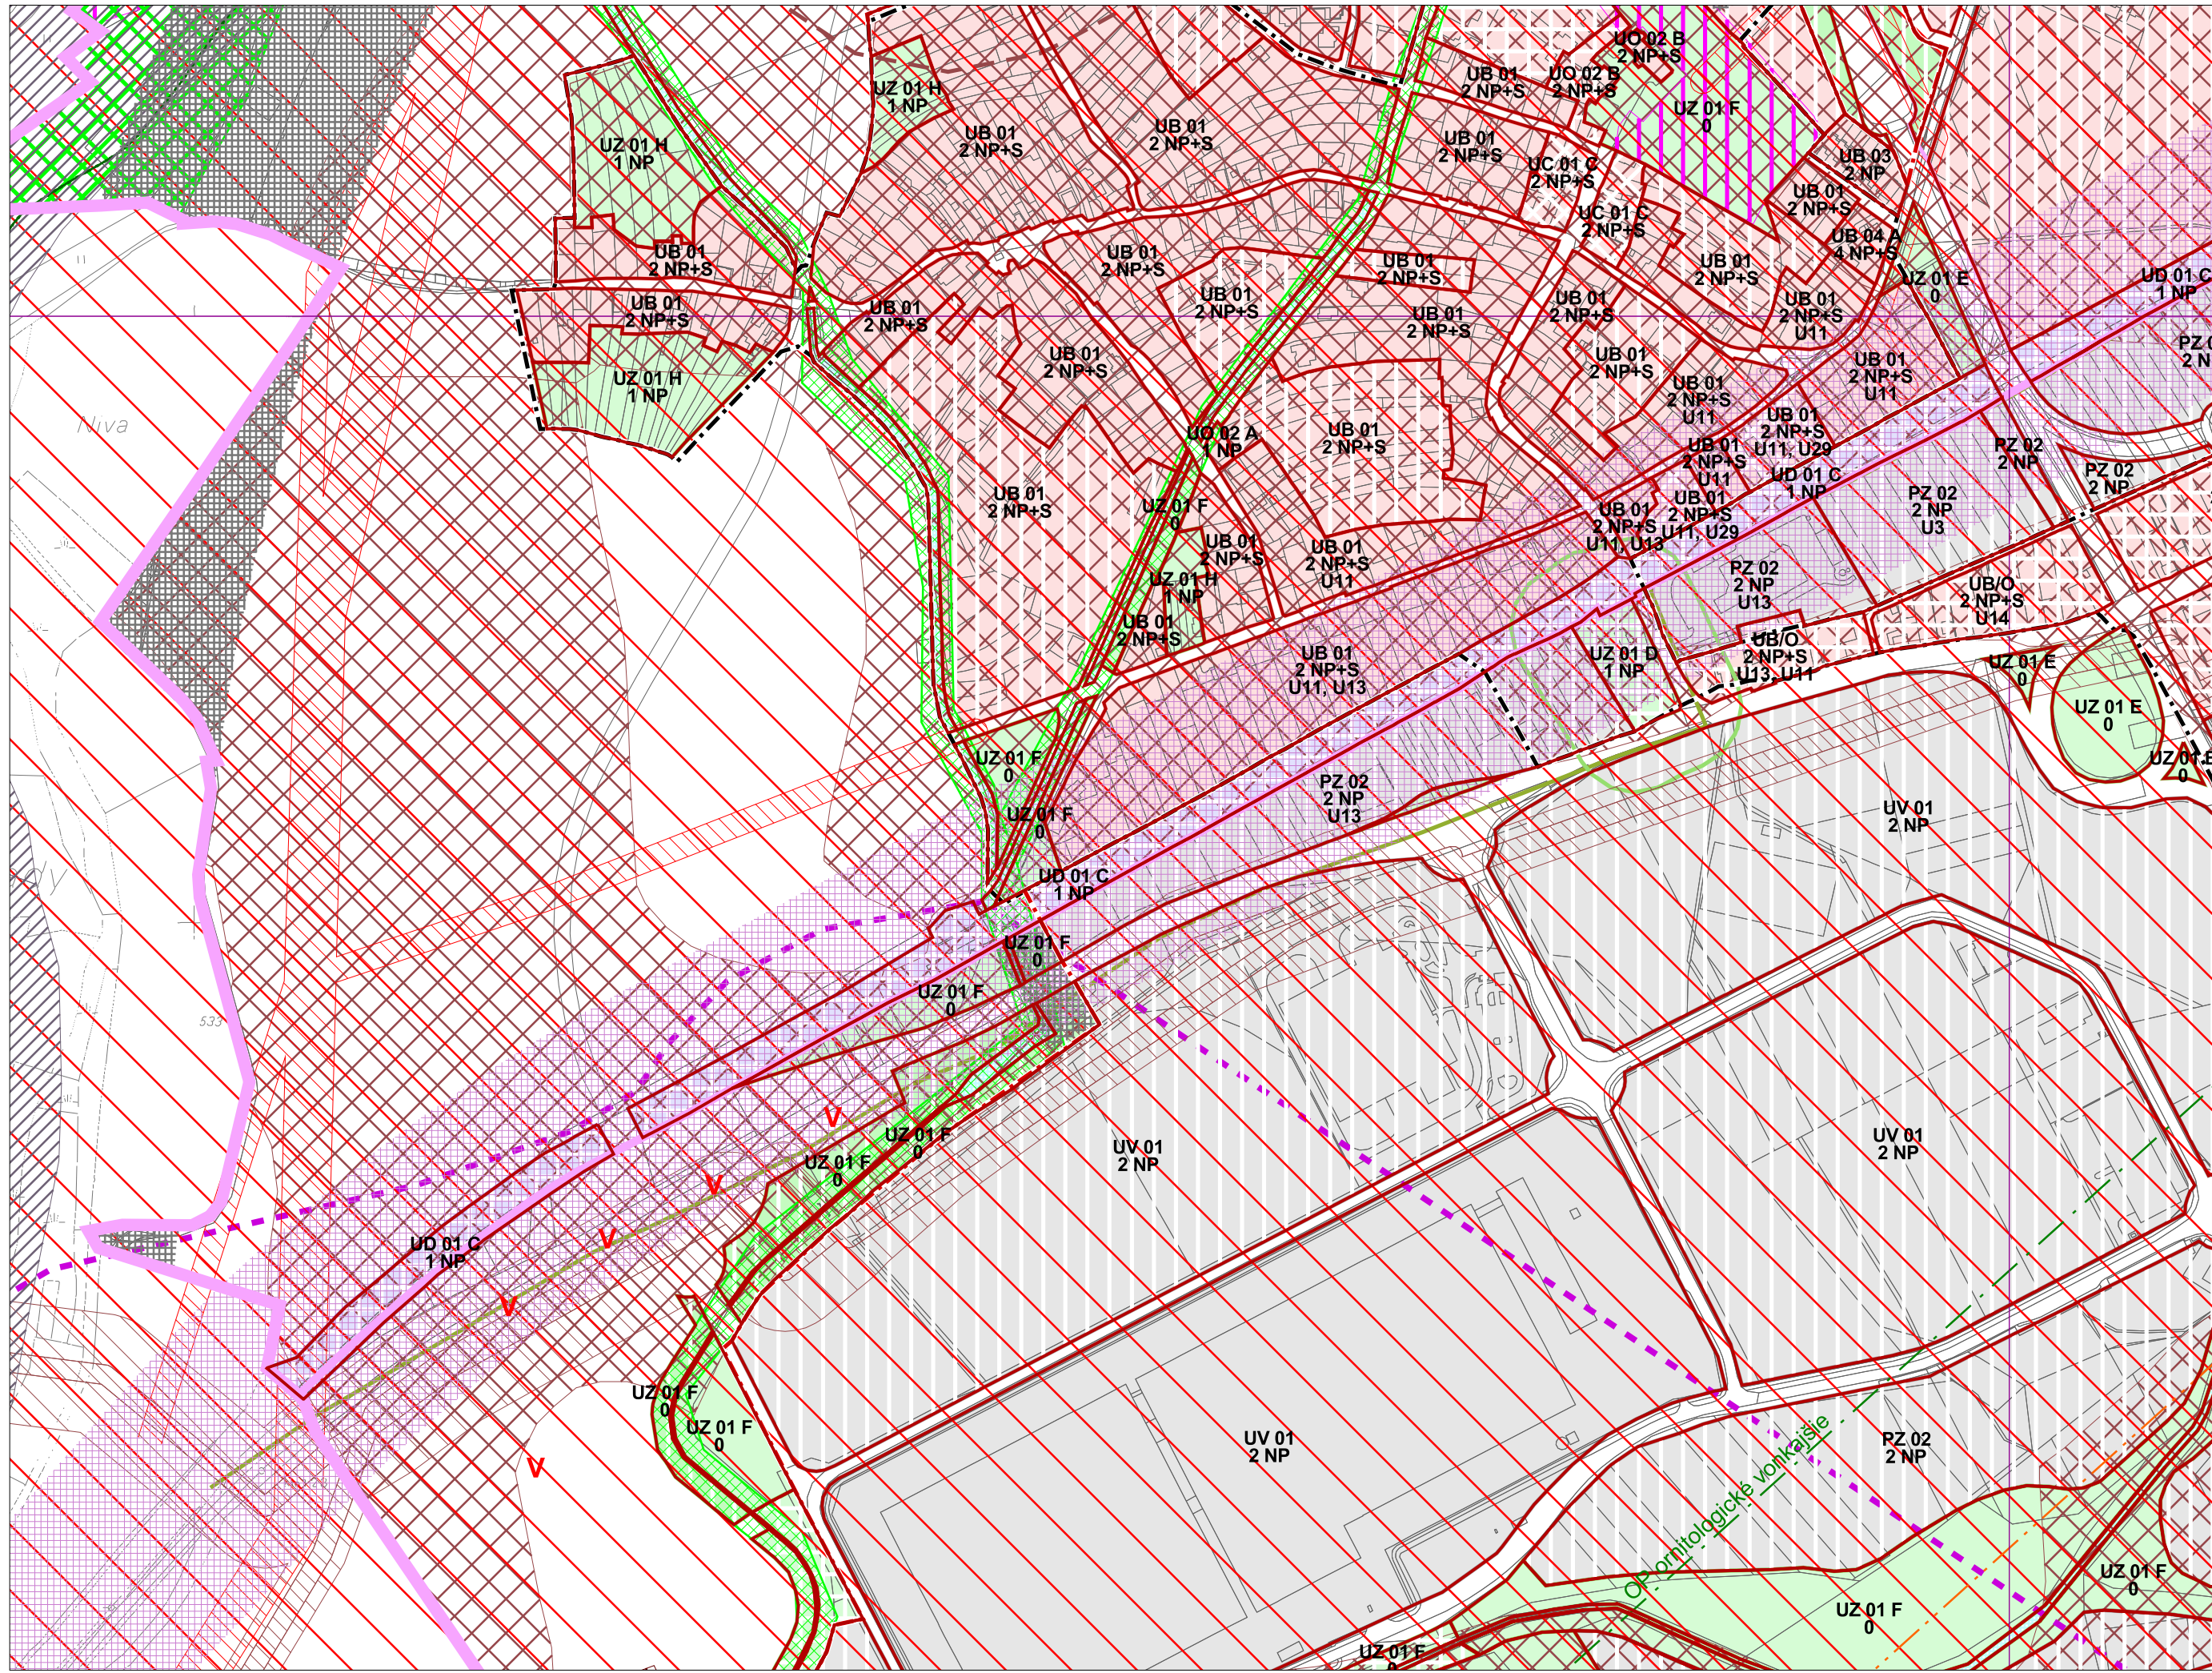 UO 02 B
2 NP+S
UB 01
2 NP+S
UO 02 B
2 NP+S
UZ 01 H
1 NP
UZ 01 F
0
UB 01
2 NP+S
UB 01
2 NP+S
UB 01
2 NP+S
UZ 01 H
1 NP
UC 01 C
2 NP+S
UB 03
2 NP
UB 01
2 NP+S
UC 01 C
2 NP+S
UB 04 A
4 NP+S
UB 01
2 NP+S
UB 01
2 NP+S
UB 01
2 NP+S
UB 01
2 NP+S
UZ 01 E
0
UD 01 C
1 NP
UB 01
2 NP+S
UB 01
2 NP+S
UB 01
2 NP+S
UB 01
2 NP+S
UB 01
2 NP+S
UB 01
2 NP+S
U11
UB 01
2 NP+S
UB 01
2 NP+S
UB 01
2 NP+S
U11
UZ 01 H
1 NP
UB 01
2 NP+S
U11
Niva
UO 02 A
1 NP
UB 01
2 NP+S
UB 01
2 NP+S
U11, U29
UB 01
2 NP+S
U11
PZ 02
2 NP
PZ 02
2 NP
UD 01 C
1 NP
UB 01
2 NP+S
UZ 01 F
0
UB 01
2 NP+S
U11, U29
PZ 02
2 NP
U3
UB 01
2 NP+S
U11, U13
UB 01
2 NP+S
UB 01
2 NP+S
U11
UZ 01 H
1 NP
PZ 02
2 NP
U13
UB/O
2 NP+S
U14
UB 01
2 NP+S
UB 01
2 NP+S
U11, U13
UZ 01 D
1 NP
UB/O
2 NP+S
U13, U11
UZ 01 E
0
UZ 01 E
0
UZ 01 E
0
UZ 01 F
0
PZ 02
2 NP
U13
UZ 01 F
0
UV 01
2 NP
UD 01 C
1 NP
UZ 01 F
0
UZ 01 F
0
533
V
UZ 01 F
0
UZ 01 F
0
UV 01
2 NP
UV 01
2 NP
V
V
UD 01 C
1 NP
V
UZ 01 F
0
UZ 01 F
0
V
UV 01
2 NP
PZ 02
2 NP
OP ornitologické vonkajšie
UZ 01 F
0
UZ 01 F
0
UZ 01 F
0